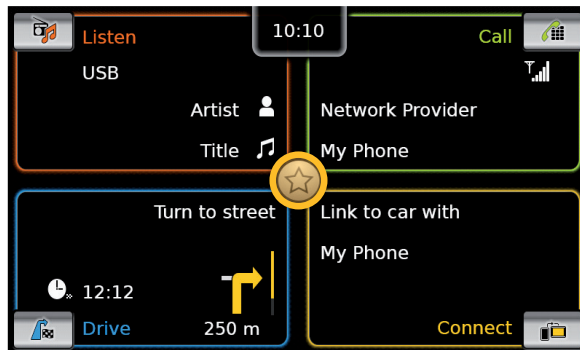 10:10
Listen
USB
Artist
Title
Call
Network Provider
My Phone
Turn to street
12:12
Drive
250 m
Link to car with
My Phone
Connect